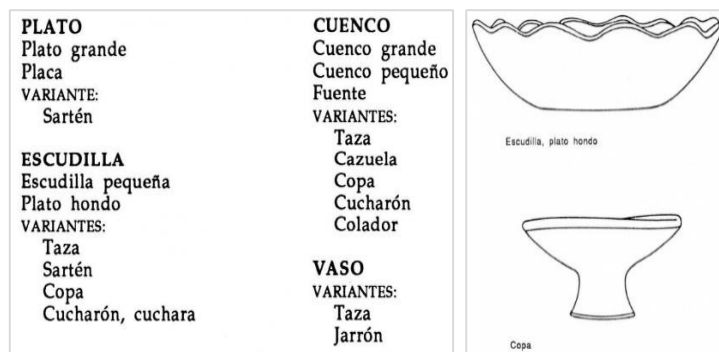 PLATO
Plato grande
Placa
VARIANTE:
Sartén
ESCUDILLA
Escudilla pequeña
Plato hondo
VARIANTES:
Taza
Sartén
Copa
Cucharón, cuchara
CUENCO
Cuenco grande
Cuenco pequeño
Fuente
VARIANTES:
Taza
Cazuela
Copa
Cucharón
Colador
VASO
VARIANTES:
Taza
Jarrón
Escudilla, plato hondo
Copa